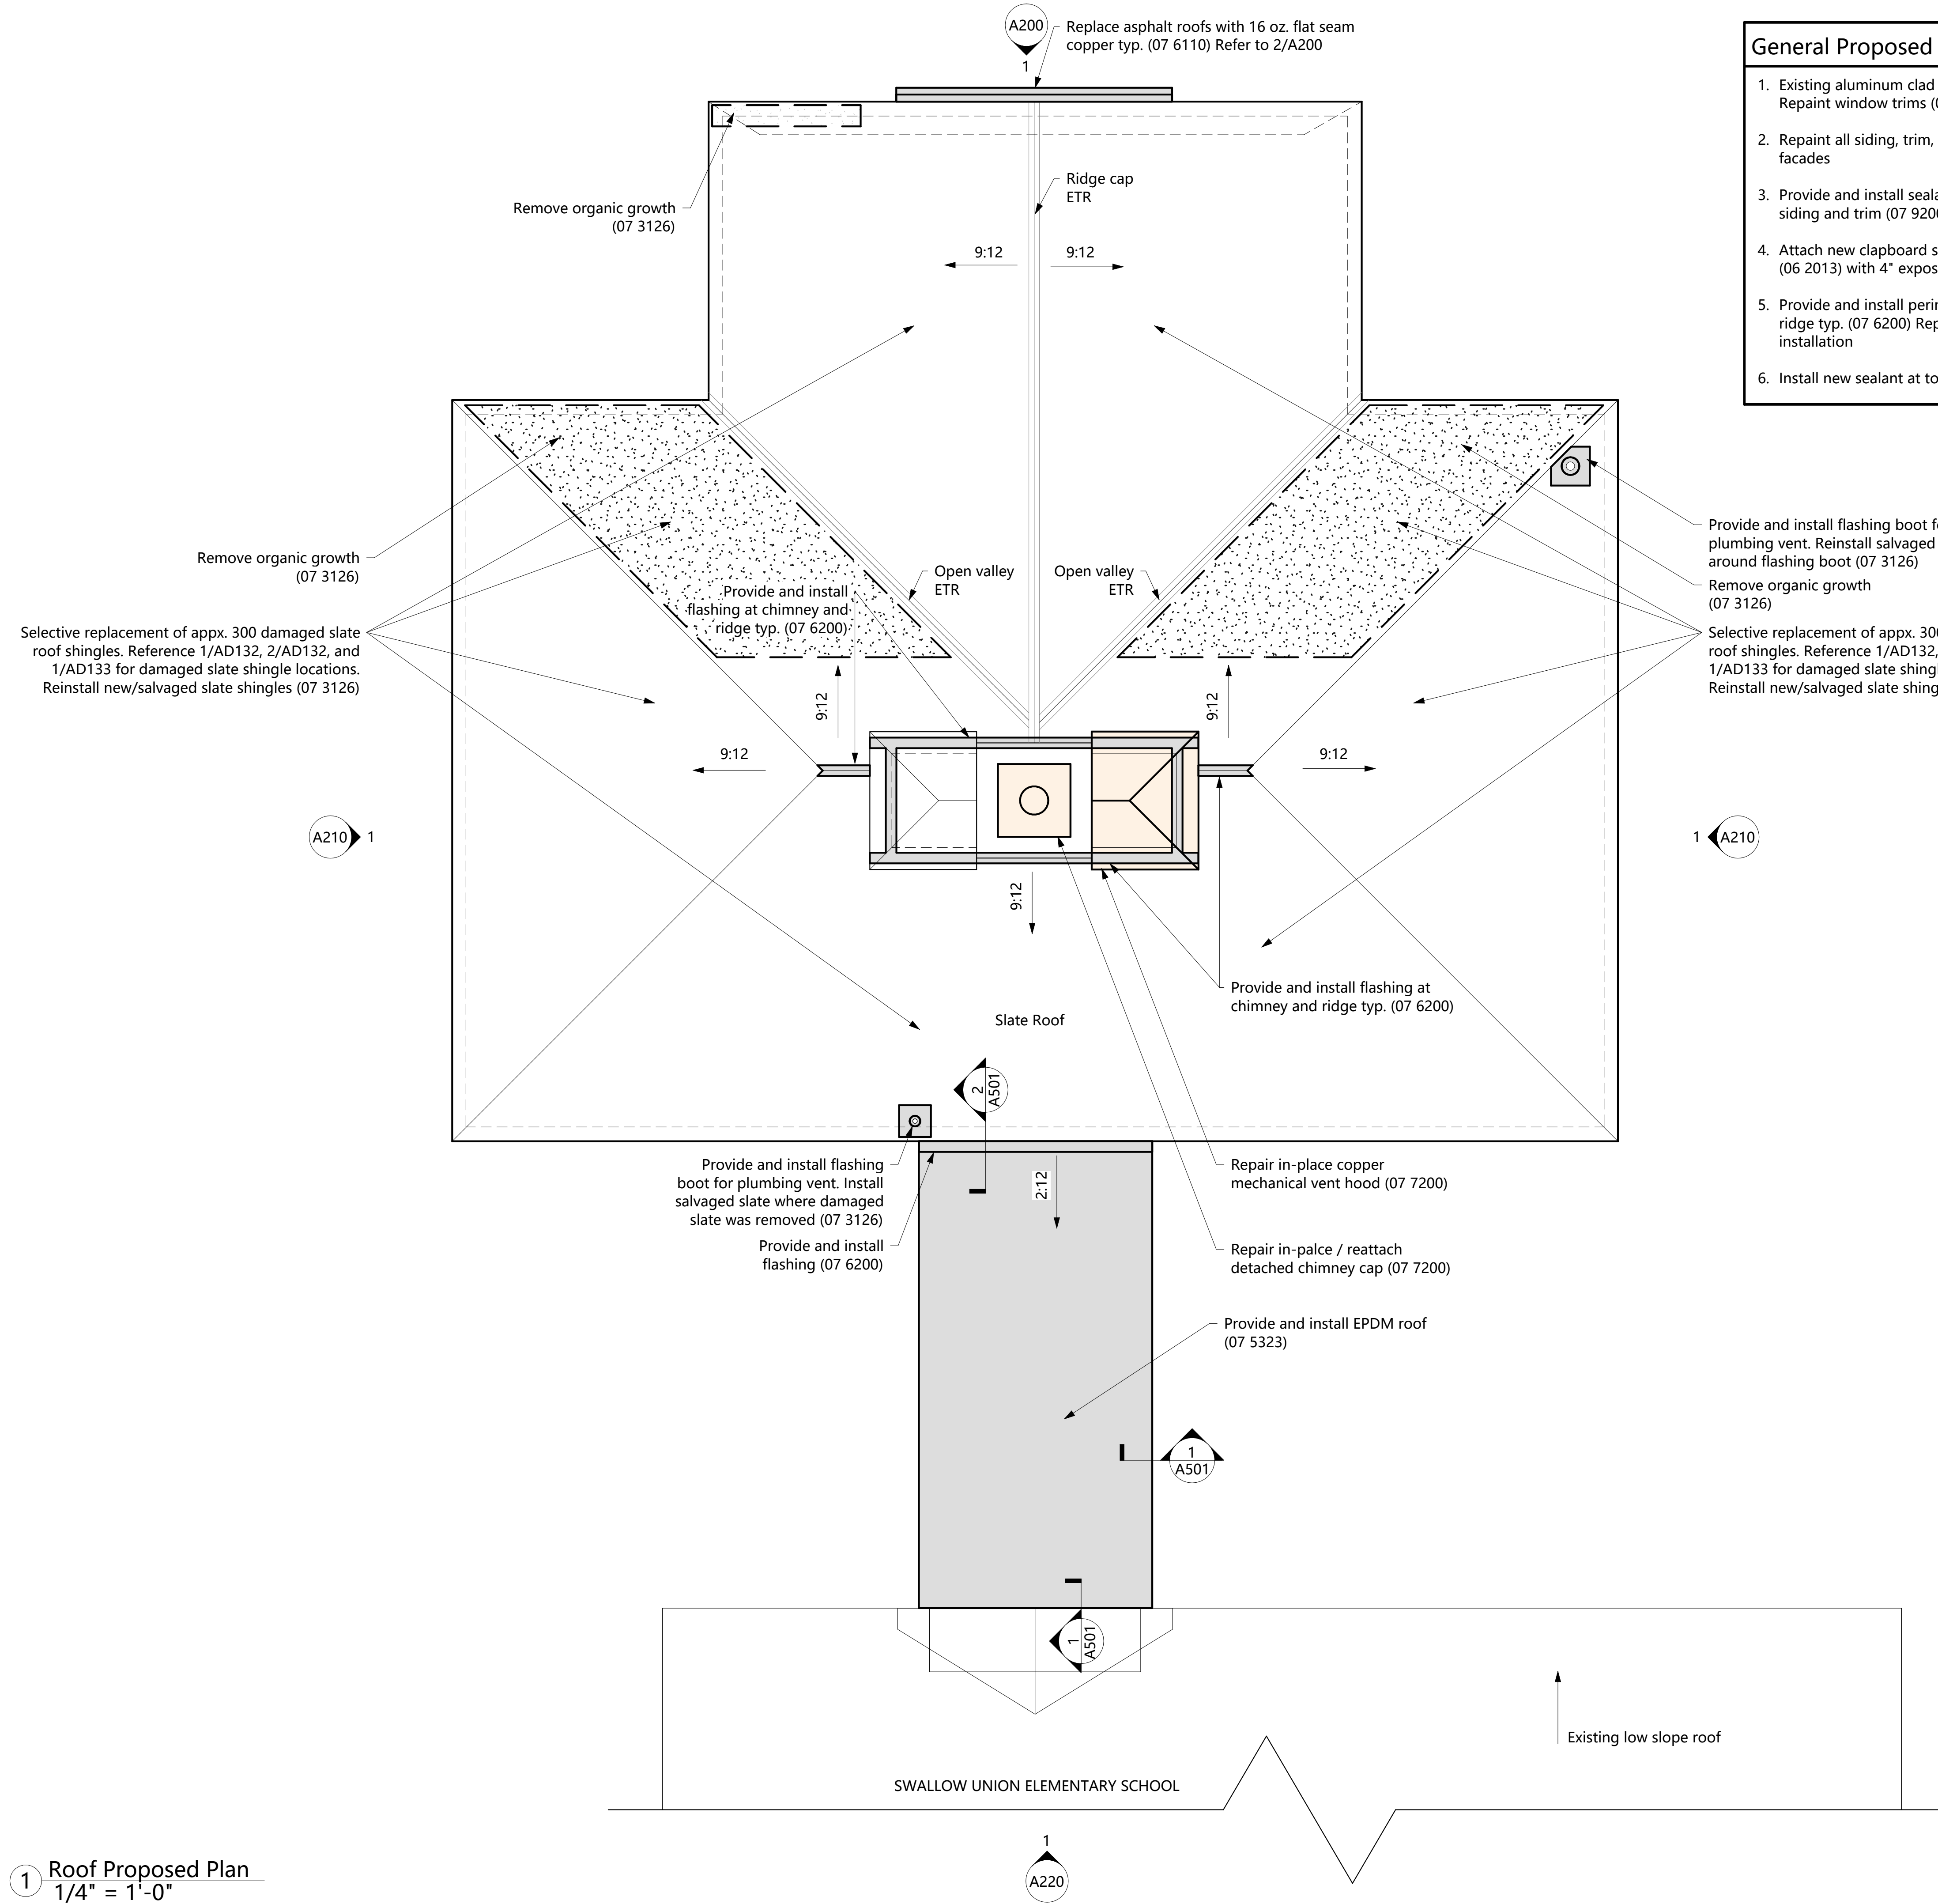 A200
1
Replace asphalt roofs with 16 oz. flat seam
copper typ. (07 6110) Refer to 2/A200
General Proposed
1. Existing aluminum clad
Repaint window trims (
2. Repaint all siding, trim,
facades
3. Provide and install
siding and trim (07
4. Attach new clapboard
(06 2013) with 4"
5. Provide and install
ridge typ. (07 6200)
installation
6. Install new sealant at
Remove organic growth
(07 3126)
Ridge cap
ETR
9:12
9:12
Remove organic growth
(07 3126)
Selective replacement of appx. 300 damaged slate
roof shingles. Reference 1/AD132, 2/AD132, and
1/AD133 for damaged slate shingle locations.
Reinstall new/salvaged slate shingles (07 3126)
Provide and install
flashing at chimney and
ridge typ. (07 6200)
Open valley
ETR
Open valley
ETR
Provide and install flashing boot
plumbing vent. Reinstall salvaged
around flashing boot (07 3126)
Remove organic growth
(07 3126)
Selective replacement of appx.
roof shingles. Reference 1/AD132,
1/AD133 for damaged slate
Reinstall new/salvaged slate
9:12
9:12
9:12
9:12
A210
1
1
A210
9:12
Provide and install flashing at
chimney and ridge typ. (07 6200)
Slate Roof
2
A501
Provide and install flashing
boot for plumbing vent. Install
salvaged slate where damaged
slate was removed (07 3126)
Provide and install
flashing (07 6200)
2:12
Repair in-place copper
mechanical vent hood (07 7200)
Repair in-palce / reattach
detached chimney cap (07 7200)
Provide and install EPDM roof
(07 5323)
1
A501
1
A501
Existing low slope roof
SWALLOW UNION ELEMENTARY SCHOOL
1
A220
1
Roof Proposed Plan
1/4" = 1'-0"